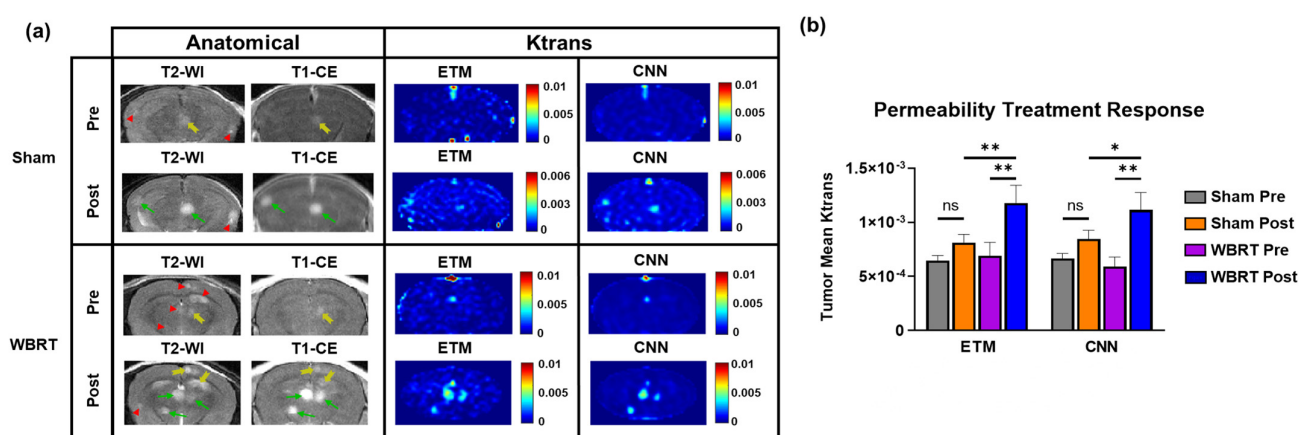 (a)
Anatomical Ktrans
T2-WI T1-CE ETM CNN
Sham Pre
0.01 0.01
0.005 0.005
0 0
T2-WI T1-CE ETM CNN
Post
0.006 0.006
0.003 0.003
0 0
T2-WI T1-CE ETM CNN
WBRT Pre
0.01 0.01
0.005 0.005
0 0
T2-WI T1-CE ETM CNN
Post
0.01 0.01
0.005 0.005
0 0
(b)
Permeability Treatment Response
Tumor Mean Ktrans
1.5×10⁻³
1×10⁻³
5×10⁻⁴
0
ns ** ** ns * **
ETM CNN
Sham Pre
Sham Post
WBRT Pre
WBRT Post